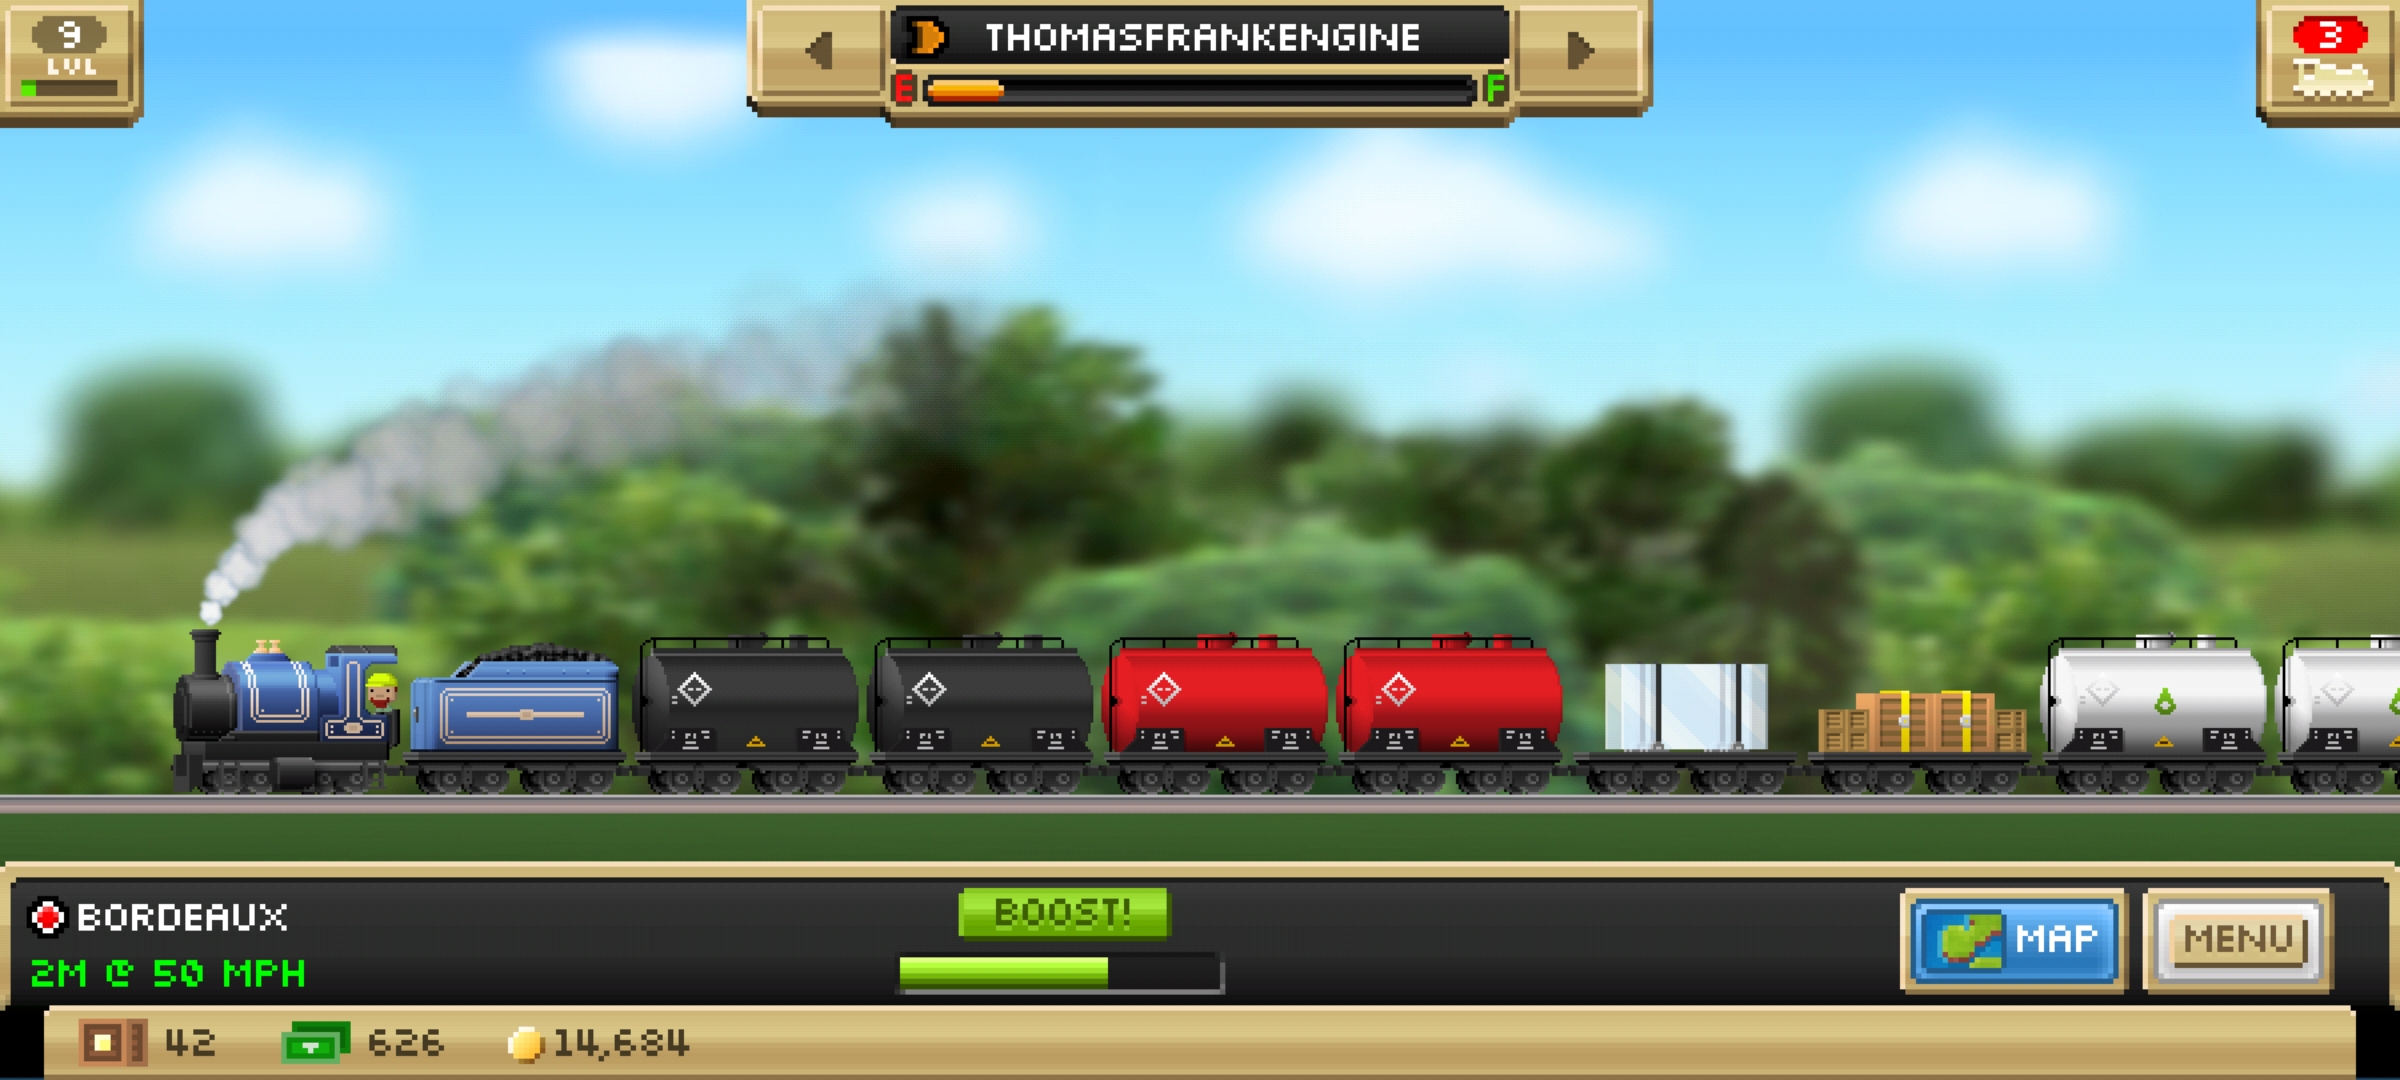 9
LVL
THOMASFRANKENGINE
E
F
3
BORDEAUX
2M @ 50 MPH
BOOST!
MAP
MENU
42
626
14,684